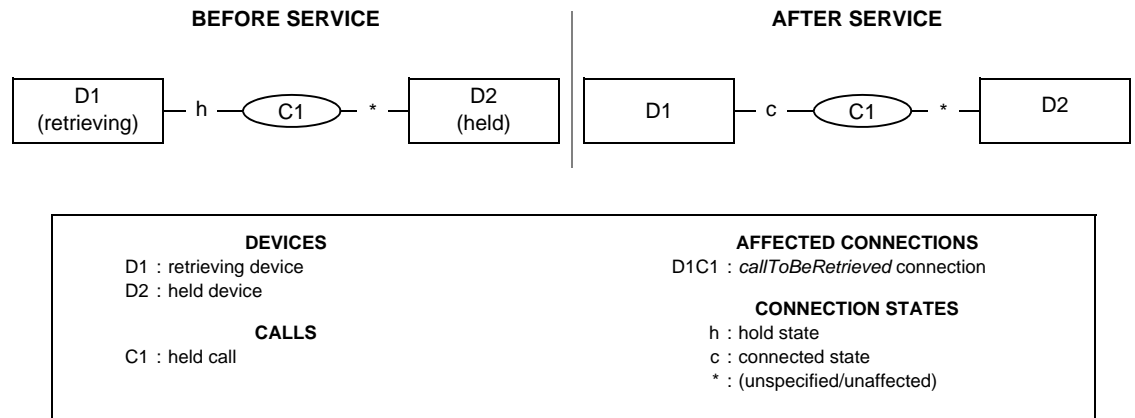 BEFORE SERVICE
D1
(retrieving)
h
C1
*
D2
(held)
AFTER SERVICE
D1
c
C1
*
D2
DEVICES
D1 : retrieving device
D2 : held device
CALLS
C1 : held call
AFFECTED CONNECTIONS
D1C1 : callToBeRetrieved connection
CONNECTION STATES
h : hold state
c : connected state
* : (unspecified/unaffected)